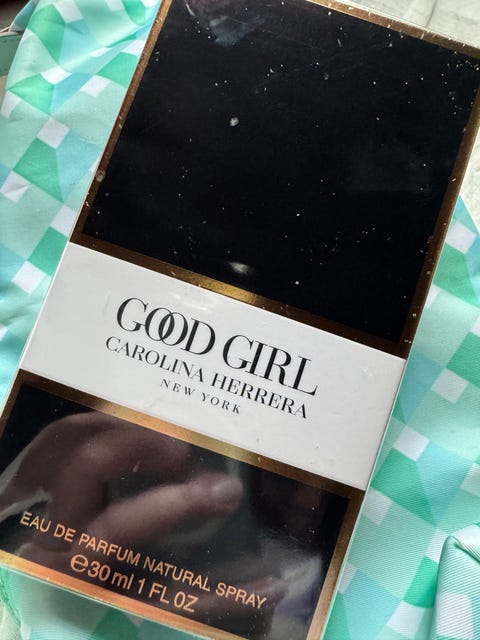 GOOD GIRL
CAROLINA HERRERA
NEW YORK
EAU DE PARFUM NATURAL SPRAY
℮30 ml 1 FL OZ